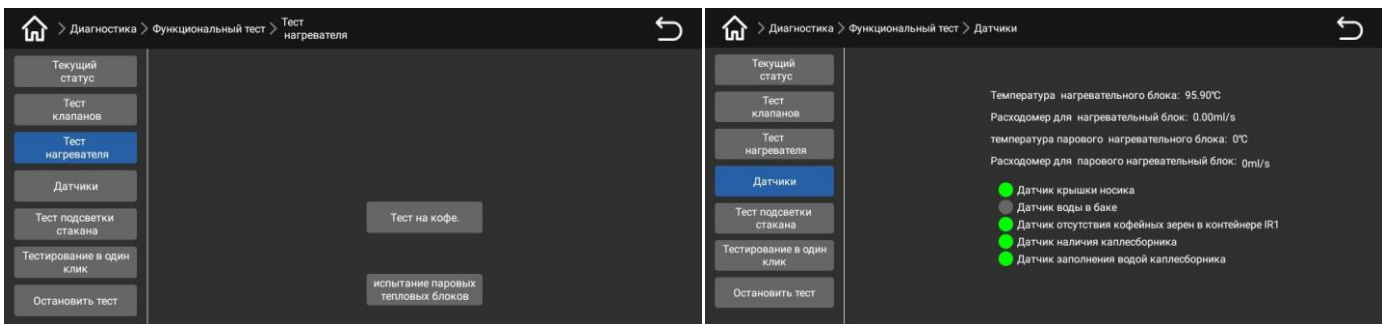 > Диагностика > Функциональный тест > Тест
нагревателя
Текущий
статус
Тест
клапанов
Тест
нагревателя
Датчики
Тест подсветки
стакана
Тестирование в один
клик
Остановить тест
Тест на кофе.
испытание паровых
тепловых блоков
> Диагностика > Функциональный тест > Датчики
Текущий
статус
Тест
клапанов
Тест
нагревателя
Датчики
Тест подсветки
стакана
Тестирование в один
клик
Остановить тест
Температура нагревательного блока: 95.90℃
Расходомер для нагревательный блок: 0.00ml/s
температура парового нагревательного блока: 0℃
Расходомер для парового нагревательный блок: 0ml/s
Датчик крышки носика
Датчик воды в баке
Датчик отсутствия кофейных зерен в контейнере IR1
Датчик наличия каплесборника
Датчик заполнения водой каплесборника